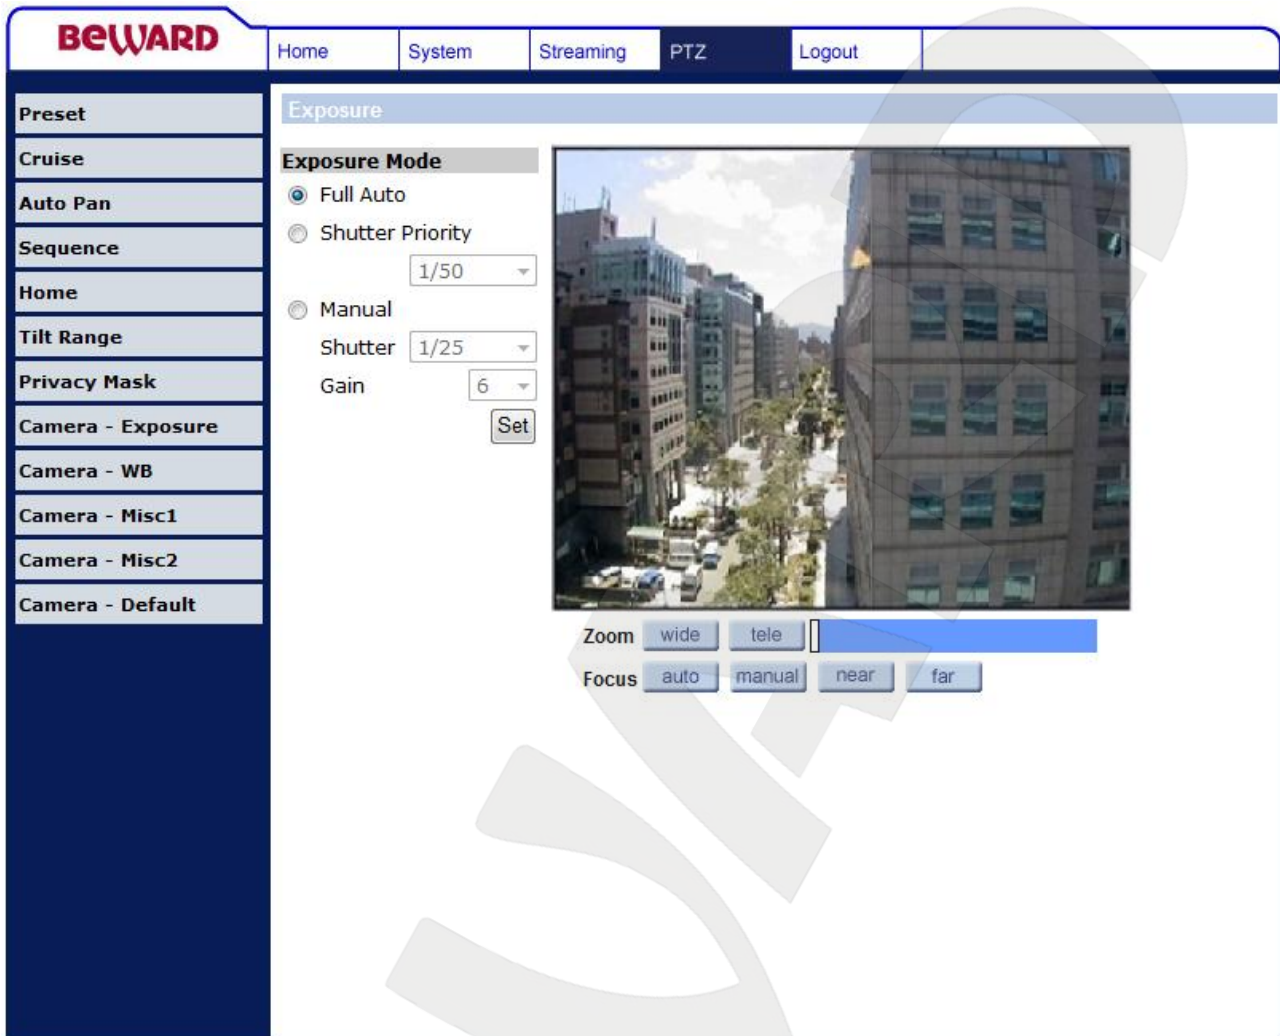 BEWARD
Home
System
Streaming
PTZ
Logout
Preset
Cruise
Auto Pan
Sequence
Home
Tilt Range
Privacy Mask
Camera - Exposure
Camera - WB
Camera - Misc1
Camera - Misc2
Camera - Default
Exposure
Exposure Mode
Full Auto
Shutter Priority
1/50
Manual
Shutter 1/25
Gain 6
Set
Zoom wide tele
Focus auto manual near far